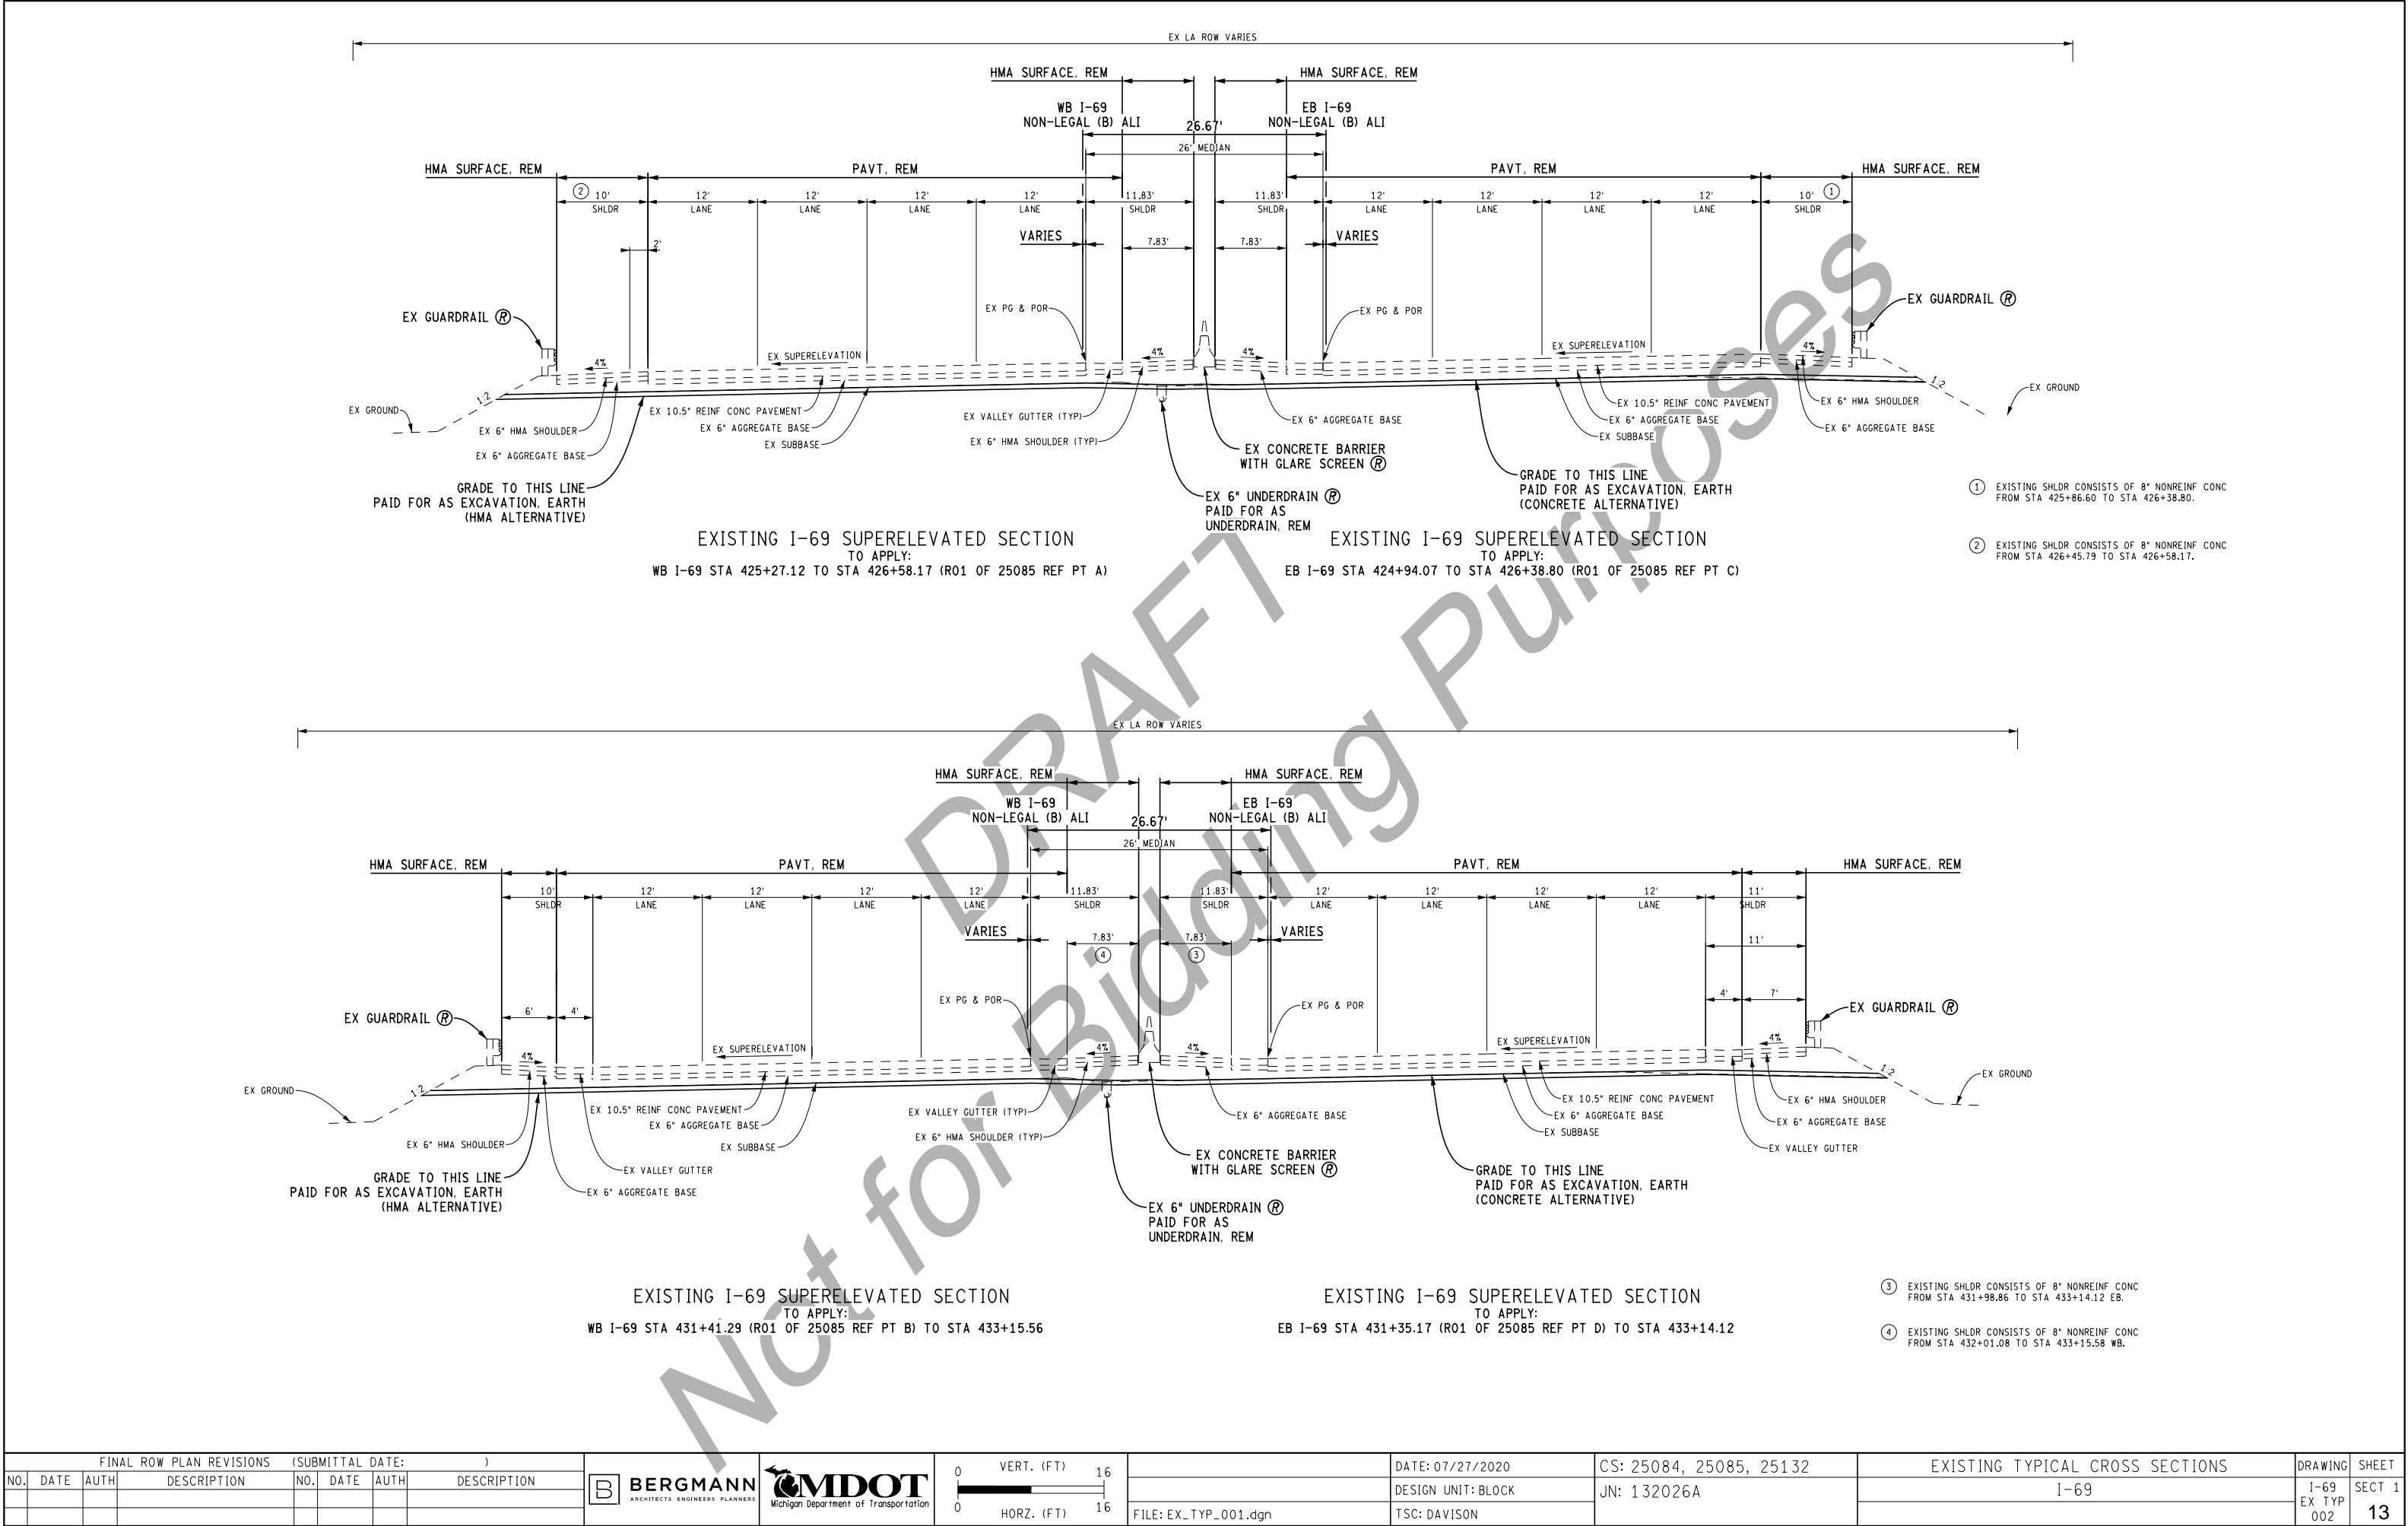 EX LA ROW VARIES
HMA SURFACE, REM
HMA SURFACE, REM
WB I-69
NON-LEGAL (B) ALI
EB I-69
NON-LEGAL (B) ALI
26.67'
26' MEDIAN
HMA SURFACE, REM
PAVT, REM
PAVT, REM
HMA SURFACE, REM
2 10'
SHLDR
12'
LANE
12'
LANE
12'
LANE
12'
LANE
11.83'
SHLDR
11.83'
SHLDR
12'
LANE
12'
LANE
12'
LANE
12'
LANE
10' 1
SHLDR
2'
VARIES
7.83'
7.83'
VARIES
EX GUARDRAIL Ⓡ
EX PG & POR
EX PG & POR
EX GUARDRAIL Ⓡ
4%
EX SUPERELEVATION
4%
4%
EX SUPERELEVATION
4%
1:2
1:2
EX GROUND
EX GROUND
EX 6" HMA SHOULDER
EX 6" AGGREGATE BASE
EX 10.5" REINF CONC PAVEMENT
EX 6" AGGREGATE BASE
EX SUBBASE
EX VALLEY GUTTER (TYP)
EX 6" HMA SHOULDER (TYP)
EX 6" AGGREGATE BASE
EX 10.5" REINF CONC PAVEMENT
EX 6" AGGREGATE BASE
EX SUBBASE
EX 6" HMA SHOULDER
EX 6" AGGREGATE BASE
GRADE TO THIS LINE
PAID FOR AS EXCAVATION, EARTH
(HMA ALTERNATIVE)
EX CONCRETE BARRIER
WITH GLARE SCREEN Ⓡ
EX 6" UNDERDRAIN Ⓡ
PAID FOR AS
UNDERDRAIN, REM
GRADE TO THIS LINE
PAID FOR AS EXCAVATION, EARTH
(CONCRETE ALTERNATIVE)
1 EXISTING SHLDR CONSISTS OF 8" NONREINF CONC
FROM STA 425+86.60 TO STA 426+38.80.
2 EXISTING SHLDR CONSISTS OF 8" NONREINF CONC
FROM STA 426+45.79 TO STA 426+58.17.
EXISTING I-69 SUPERELEVATED SECTION
TO APPLY:
WB I-69 STA 425+27.12 TO STA 426+58.17 (R01 OF 25085 REF PT A)
EXISTING I-69 SUPERELEVATED SECTION
TO APPLY:
EB I-69 STA 424+94.07 TO STA 426+38.80 (R01 OF 25085 REF PT C)
DRAFT
Not for Bidding Purposes
EX LA ROW VARIES
HMA SURFACE, REM
HMA SURFACE, REM
WB I-69
NON-LEGAL (B) ALI
EB I-69
NON-LEGAL (B) ALI
26.67'
26' MEDIAN
HMA SURFACE, REM
PAVT, REM
PAVT, REM
HMA SURFACE, REM
10'
SHLDR
12'
LANE
12'
LANE
12'
LANE
12'
LANE
11.83'
SHLDR
11.83'
SHLDR
12'
LANE
12'
LANE
12'
LANE
12'
LANE
11'
SHLDR
VARIES
7.83'
4
7.83'
3
VARIES
11'
6'
4'
4'
7'
EX GUARDRAIL Ⓡ
EX PG & POR
EX PG & POR
EX GUARDRAIL Ⓡ
4%
EX SUPERELEVATION
4%
4%
EX SUPERELEVATION
4%
1:2
1:2
EX GROUND
EX GROUND
EX 6" HMA SHOULDER
EX 6" AGGREGATE BASE
EX VALLEY GUTTER
EX 10.5" REINF CONC PAVEMENT
EX 6" AGGREGATE BASE
EX SUBBASE
EX VALLEY GUTTER (TYP)
EX 6" HMA SHOULDER (TYP)
EX 6" AGGREGATE BASE
EX 10.5" REINF CONC PAVEMENT
EX 6" AGGREGATE BASE
EX SUBBASE
EX 6" HMA SHOULDER
EX 6" AGGREGATE BASE
EX VALLEY GUTTER
GRADE TO THIS LINE
PAID FOR AS EXCAVATION, EARTH
(HMA ALTERNATIVE)
EX CONCRETE BARRIER
WITH GLARE SCREEN Ⓡ
EX 6" UNDERDRAIN Ⓡ
PAID FOR AS
UNDERDRAIN, REM
GRADE TO THIS LINE
PAID FOR AS EXCAVATION, EARTH
(CONCRETE ALTERNATIVE)
EXISTING I-69 SUPERELEVATED SECTION
TO APPLY:
WB I-69 STA 431+41.29 (R01 OF 25085 REF PT B) TO STA 433+15.56
EXISTING I-69 SUPERELEVATED SECTION
TO APPLY:
EB I-69 STA 431+35.17 (R01 OF 25085 REF PT D) TO STA 433+14.12
3 EXISTING SHLDR CONSISTS OF 8" NONREINF CONC
FROM STA 431+98.86 TO STA 433+14.12 EB.
4 EXISTING SHLDR CONSISTS OF 8" NONREINF CONC
FROM STA 432+01.08 TO STA 433+15.58 WB.
FINAL ROW PLAN REVISIONS (SUBMITTAL DATE: )
NO. DATE AUTH DESCRIPTION NO. DATE AUTH DESCRIPTION
B BERGMANN
ARCHITECTS ENGINEERS PLANNERS
MDOT
Michigan Department of Transportation
VERT. (FT)
0 16
0 16
HORZ. (FT)
FILE: EX_TYP_001.dgn
DATE: 07/27/2020
DESIGN UNIT: BLOCK
TSC: DAVISON
CS: 25084, 25085, 25132
JN: 132026A
EXISTING TYPICAL CROSS SECTIONS
I-69
DRAWING
I-69
EX TYP
002
SHEET
SECT 1
13